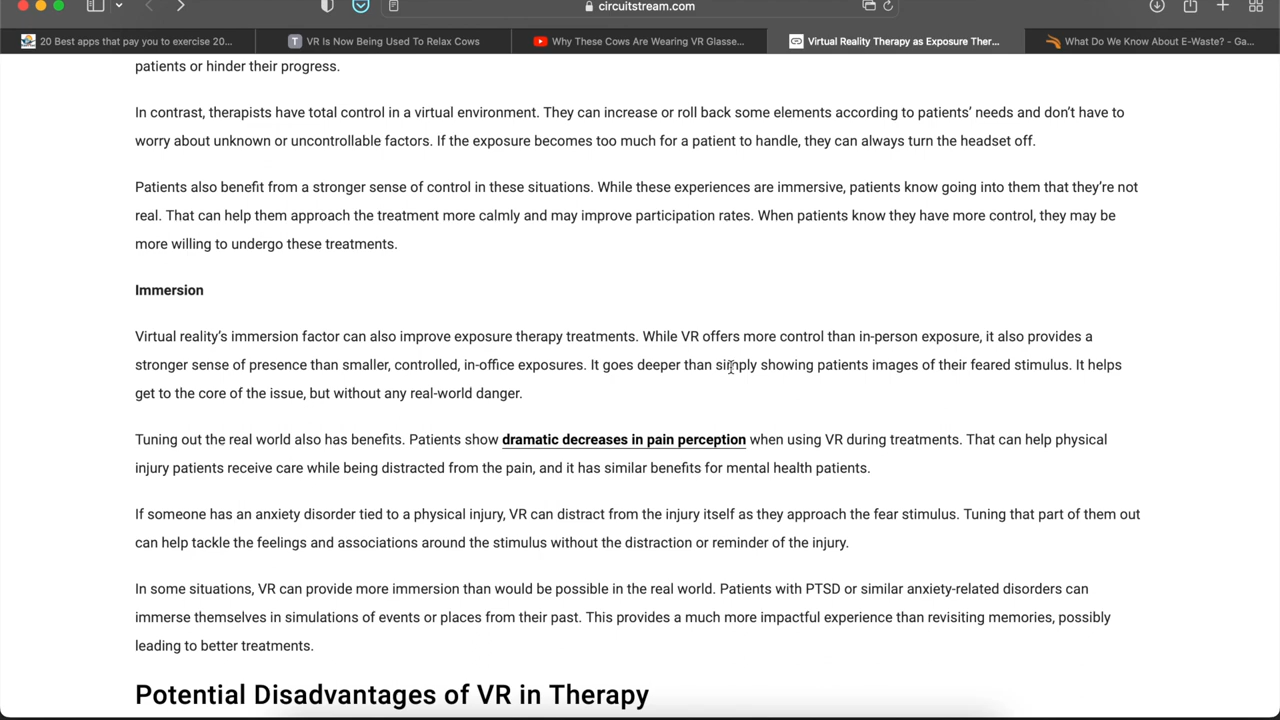 circuitstream.com
20 Best apps that pay you to exercise 20...
VR Is Now Being Used To Relax Cows
Why These Cows Are Wearing VR Glasse...
Virtual Reality Therapy as Exposure Ther...
What Do We Know About E-Waste? - Ga...
patients or hinder their progress.
In contrast, therapists have total control in a virtual environment. They can increase or roll back some elements according to patients’ needs and don’t have to
worry about unknown or uncontrollable factors. If the exposure becomes too much for a patient to handle, they can always turn the headset off.
Patients also benefit from a stronger sense of control in these situations. While these experiences are immersive, patients know going into them that they’re not
real. That can help them approach the treatment more calmly and may improve participation rates. When patients know they have more control, they may be
more willing to undergo these treatments.
Immersion
Virtual reality’s immersion factor can also improve exposure therapy treatments. While VR offers more control than in-person exposure, it also provides a
stronger sense of presence than smaller, controlled, in-office exposures. It goes deeper than simply showing patients images of their feared stimulus. It helps
get to the core of the issue, but without any real-world danger.
Tuning out the real world also has benefits. Patients show dramatic decreases in pain perception when using VR during treatments. That can help physical
injury patients receive care while being distracted from the pain, and it has similar benefits for mental health patients.
If someone has an anxiety disorder tied to a physical injury, VR can distract from the injury itself as they approach the fear stimulus. Tuning that part of them out
can help tackle the feelings and associations around the stimulus without the distraction or reminder of the injury.
In some situations, VR can provide more immersion than would be possible in the real world. Patients with PTSD or similar anxiety-related disorders can
immerse themselves in simulations of events or places from their past. This provides a much more impactful experience than revisiting memories, possibly
leading to better treatments.
Potential Disadvantages of VR in Therapy